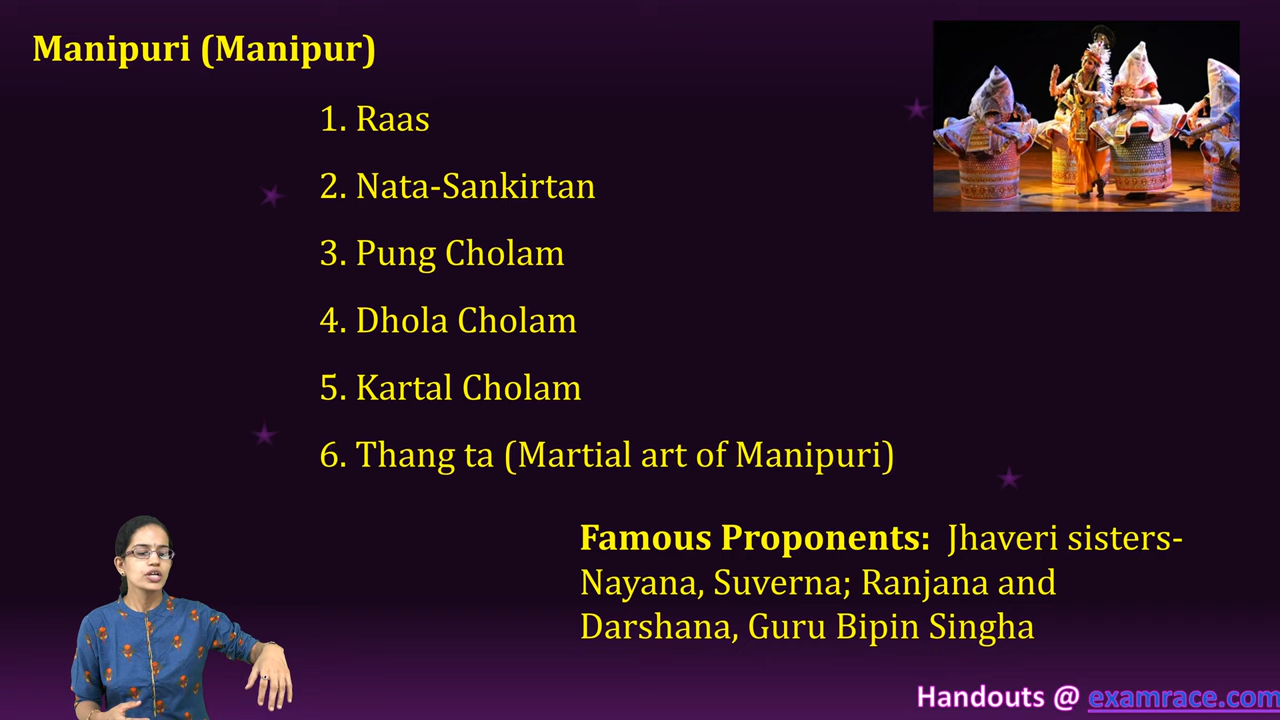 Manipuri (Manipur)
1. Raas
2. Nata-Sankirtan
3. Pung Cholam
4. Dhola Cholam
5. Kartal Cholam
6. Thang ta (Martial art of Manipuri)
Famous Proponents: Jhaveri sisters-
Nayana, Suverna; Ranjana and
Darshana, Guru Bipin Singha
Handouts @ examrace.com